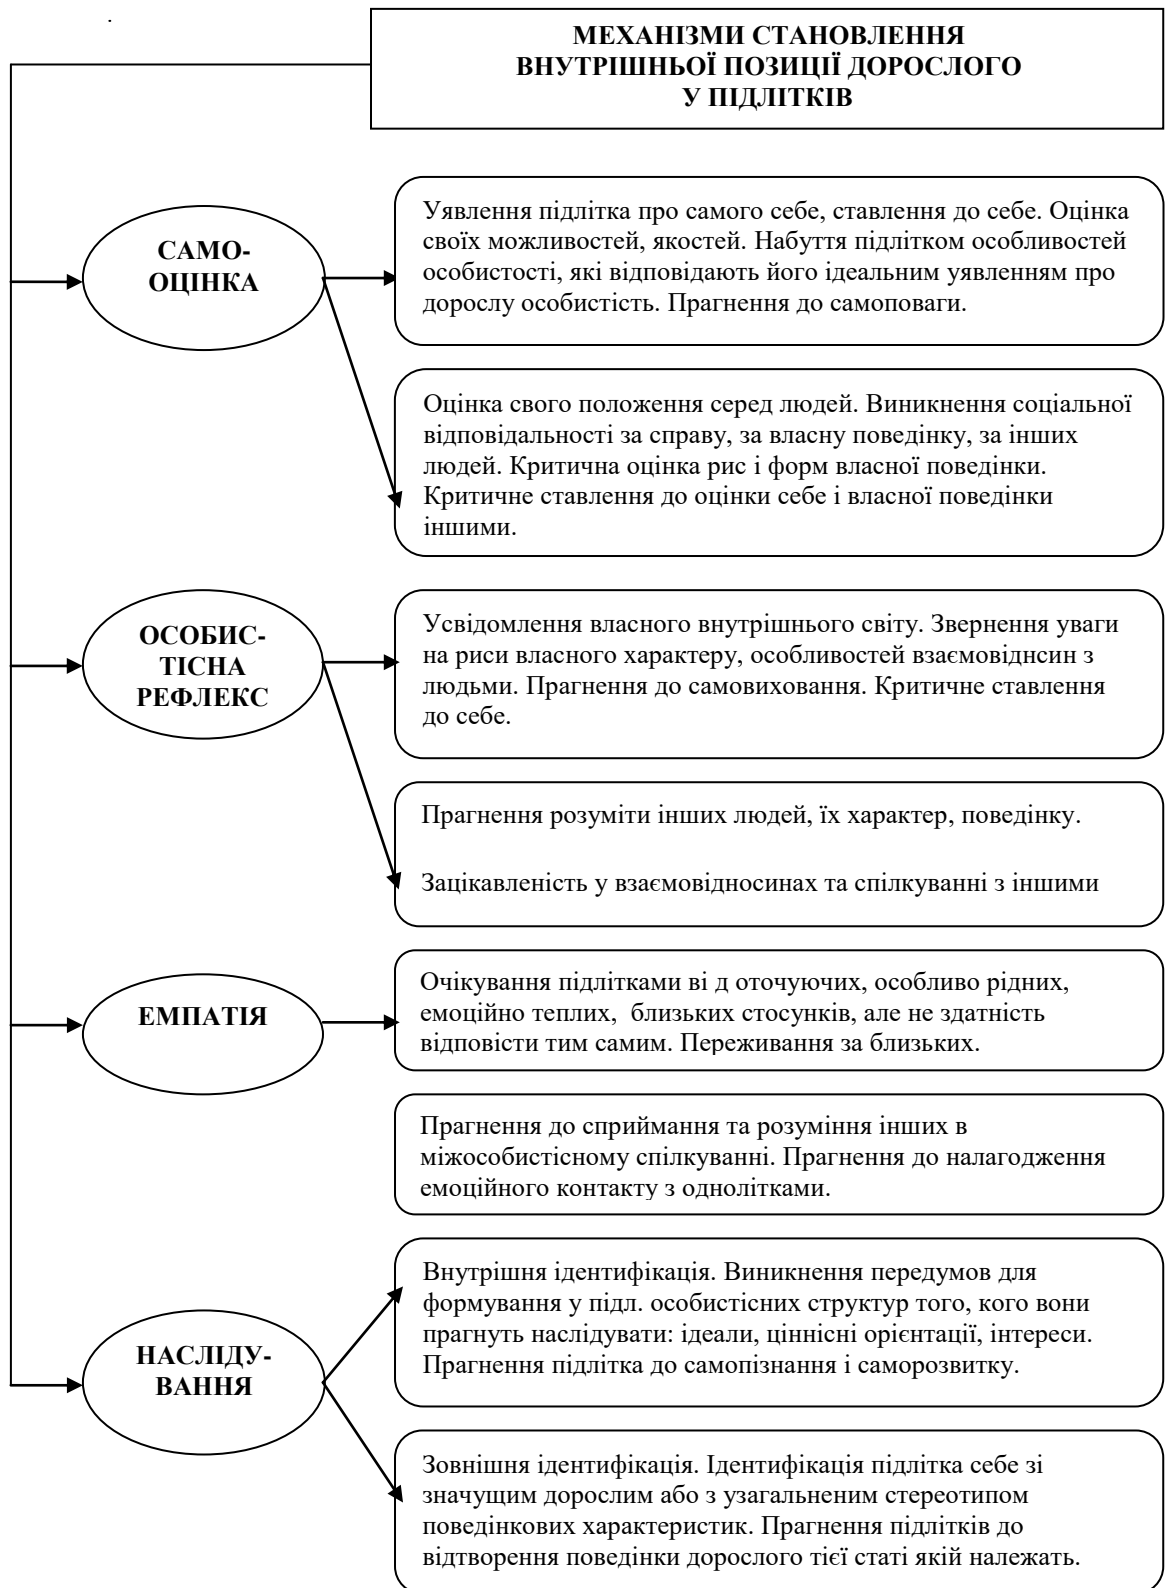 МЕХАНІЗМИ СТАНОВЛЕННЯ
ВНУТРІШНЬОЇ ПОЗИЦІЇ ДОРОСЛОГО
У ПІДЛІТКІВ
САМО-
ОЦІНКА
Уявлення підлітка про самого себе, ставлення до себе. Оцінка
своїх можливостей, якостей. Набуття підлітком особливостей
особистості, які відповідають його ідеальним уявленням про
дорослу особистість. Прагнення до самоповаги.
Оцінка свого положення серед людей. Виникнення соціальної
відповідальності за справу, за власну поведінку, за інших
людей. Критична оцінка рис і форм власної поведінки.
Критичне ставлення до оцінки себе і власної поведінки
іншими.
ОСОБИС-
ТІСНА
РЕФЛЕКС
Усвідомлення власного внутрішнього світу. Звернення уваги
на риси власного характеру, особливостей взаємовіднсин з
людьми. Прагнення до самовиховання. Критичне ставлення
до себе.
Прагнення розуміти інших людей, їх характер, поведінку.
Зацікавленість у взаємовідносинах та спілкуванні з іншими
ЕМПАТІЯ
Очікування підлітками ві д оточуючих, особливо рідних,
емоційно теплих, близьких стосунків, але не здатність
відповісти тим самим. Переживання за близьких.
Прагнення до сприймання та розуміння інших в
міжособистісному спілкуванні. Прагнення до налагодження
емоційного контакту з однолітками.
НАСЛІДУ-
ВАННЯ
Внутрішня ідентифікація. Виникнення передумов для
формування у підл. особистісних структур того, кого вони
прагнуть наслідувати: ідеали, ціннісні орієнтації, інтереси.
Прагнення підлітка до самопізнання і саморозвитку.
Зовнішня ідентифікація. Ідентифікація підлітка себе зі
значущим дорослим або з узагальненим стереотипом
поведінкових характеристик. Прагнення підлітків до
відтворення поведінки дорослого тієї статі якій належать.